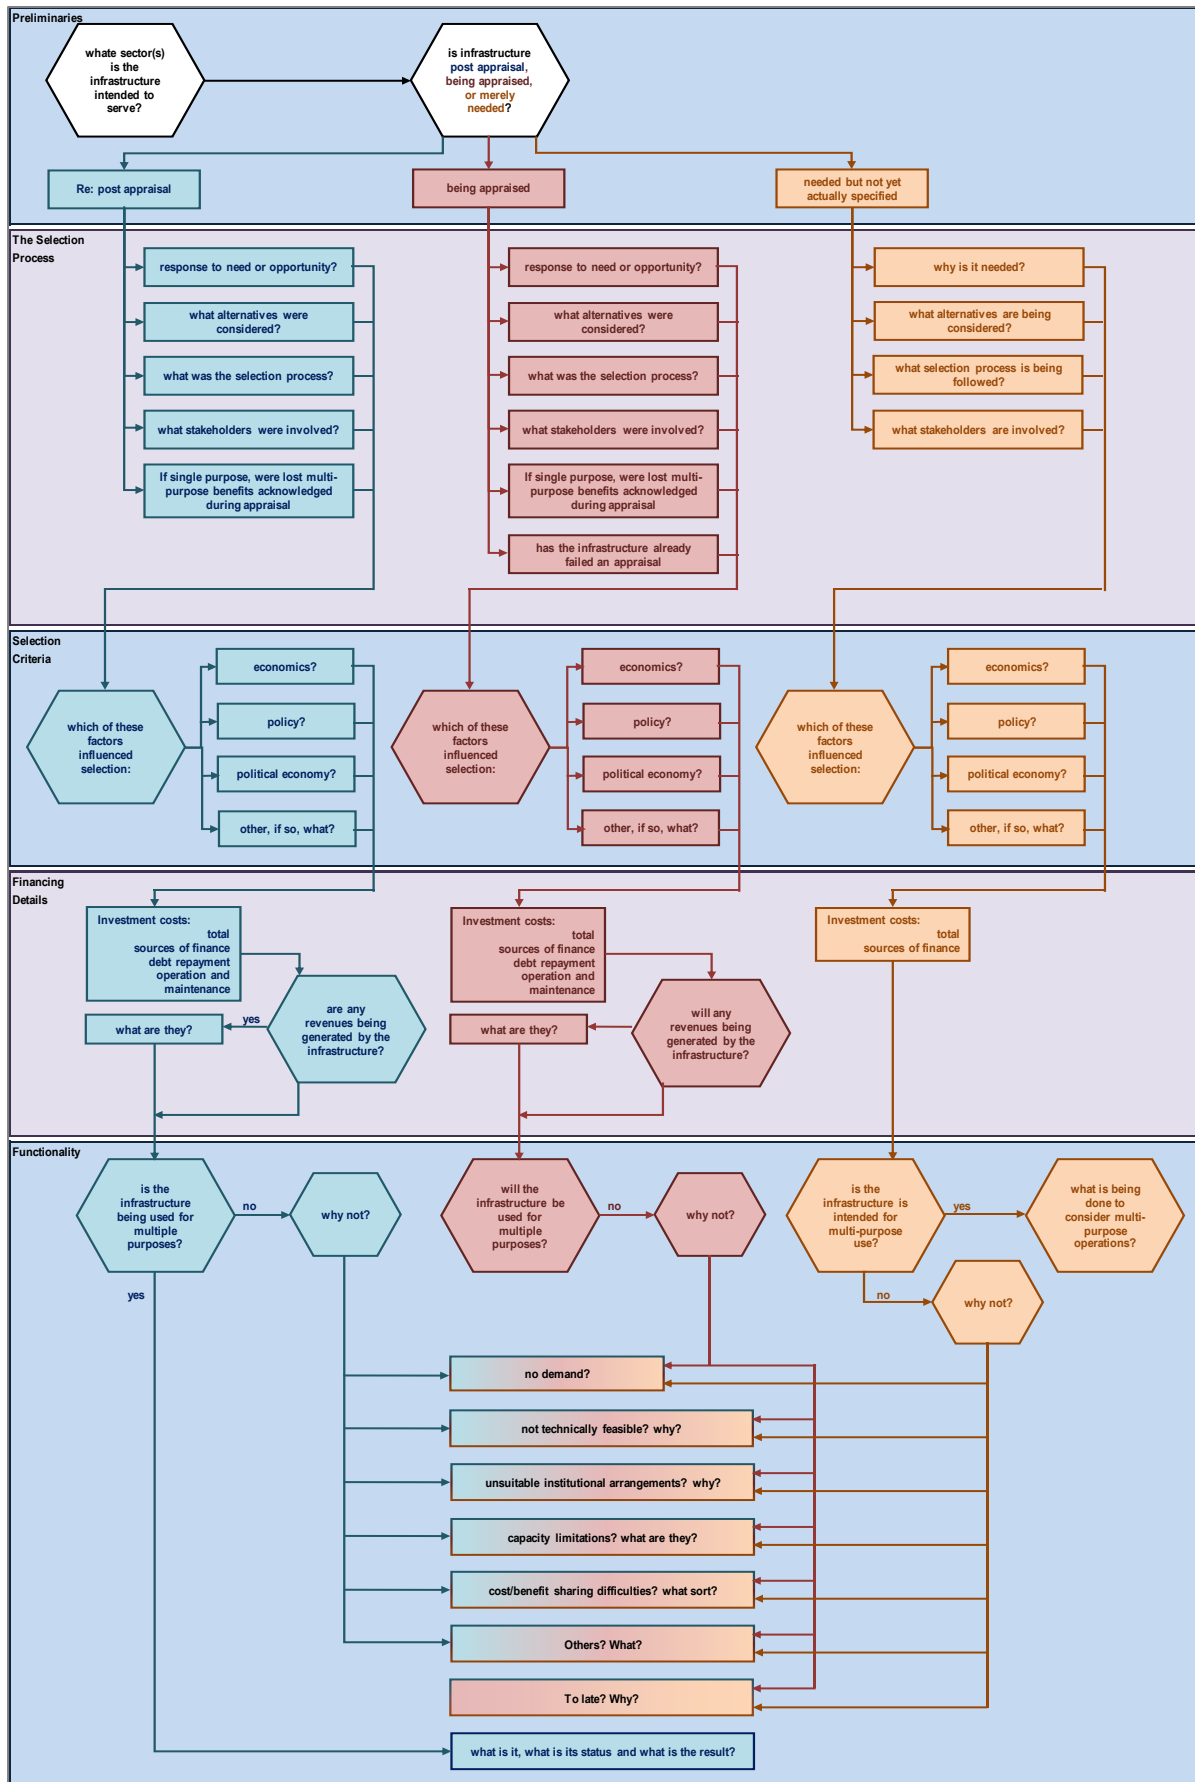 Preliminaries
whate sector(s)
is the
infrastructure
intended to
serve?
is infrastructure
post appraisal,
being appraised,
or merely
needed?
Re: post appraisal
being appraised
needed but not yet
actually specified
The Selection
Process
response to need or opportunity?
what alternatives were
considered?
what was the selection process?
what stakeholders were involved?
If single purpose, were lost multi-
purpose benefits acknowledged
during appraisal
response to need or opportunity?
what alternatives were
considered?
what was the selection process?
what stakeholders were involved?
If single purpose, were lost multi-
purpose benefits acknowledged
during appraisal
has the infrastructure already
failed an appraisal
why is it needed?
what alternatives are being
considered?
what selection process is being
followed?
what stakeholders are involved?
Selection
Criteria
which of these
factors
influenced
selection:
economics?
policy?
political economy?
other, if so, what?
which of these
factors
influenced
selection:
economics?
policy?
political economy?
other, if so, what?
which of these
factors
influenced
selection:
economics?
policy?
political economy?
other, if so, what?
Financing
Details
Investment costs:
total
sources of finance
debt repayment
operation and
maintenance
are any
revenues being
generated by the
infrastructure?
yes
what are they?
Investment costs:
total
sources of finance
debt repayment
operation and
maintenance
will any
revenues being
generated by the
infrastructure?
what are they?
Investment costs:
total
sources of finance
Functionality
is the
infrastructure
being used for
multiple
purposes?
no
why not?
yes
will the
infrastructure be
used for
multiple
purposes?
no
why not?
is the
infrastructure is
intended for
multi-purpose
use?
yes
what is being
done to
consider multi-
purpose
operations?
no
why not?
no demand?
not technically feasible? why?
unsuitable institutional arrangements? why?
capacity limitations? what are they?
cost/benefit sharing difficulties? what sort?
Others? What?
To late? Why?
what is it, what is its status and what is the result?